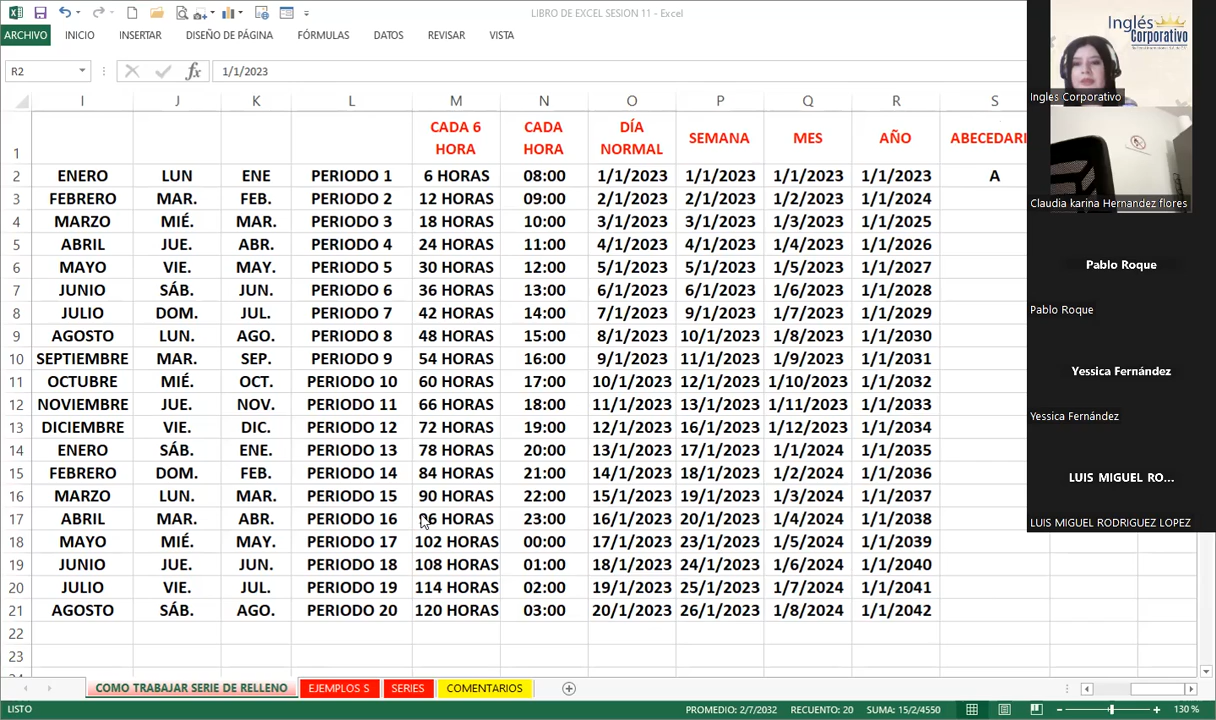 LIBRO DE EXCEL SESION 11 - Excel
ARCHIVO INICIO INSERTAR DISEÑO DE PÁGINA FÓRMULAS DATOS REVISAR VISTA
R2 fx 1/1/2023
I J K L M N O P Q R S
1 CADA 6 HORA CADA HORA DÍA NORMAL SEMANA MES AÑO ABECEDARI
2 ENERO LUN ENE PERIODO 1 6 HORAS 08:00 1/1/2023 1/1/2023 1/1/2023 1/1/2023 A
3 FEBRERO MAR. FEB. PERIODO 2 12 HORAS 09:00 2/1/2023 2/1/2023 1/2/2023 1/1/2024
4 MARZO MIÉ. MAR. PERIODO 3 18 HORAS 10:00 3/1/2023 3/1/2023 1/3/2023 1/1/2025
5 ABRIL JUE. ABR. PERIODO 4 24 HORAS 11:00 4/1/2023 4/1/2023 1/4/2023 1/1/2026
6 MAYO VIE. MAY. PERIODO 5 30 HORAS 12:00 5/1/2023 5/1/2023 1/5/2023 1/1/2027
7 JUNIO SÁB. JUN. PERIODO 6 36 HORAS 13:00 6/1/2023 6/1/2023 1/6/2023 1/1/2028
8 JULIO DOM. JUL. PERIODO 7 42 HORAS 14:00 7/1/2023 9/1/2023 1/7/2023 1/1/2029
9 AGOSTO LUN. AGO. PERIODO 8 48 HORAS 15:00 8/1/2023 10/1/2023 1/8/2023 1/1/2030
10 SEPTIEMBRE MAR. SEP. PERIODO 9 54 HORAS 16:00 9/1/2023 11/1/2023 1/9/2023 1/1/2031
11 OCTUBRE MIÉ. OCT. PERIODO 10 60 HORAS 17:00 10/1/2023 12/1/2023 1/10/2023 1/1/2032
12 NOVIEMBRE JUE. NOV. PERIODO 11 66 HORAS 18:00 11/1/2023 13/1/2023 1/11/2023 1/1/2033
13 DICIEMBRE VIE. DIC. PERIODO 12 72 HORAS 19:00 12/1/2023 16/1/2023 1/12/2023 1/1/2034
14 ENERO SÁB. ENE. PERIODO 13 78 HORAS 20:00 13/1/2023 17/1/2023 1/1/2024 1/1/2035
15 FEBRERO DOM. FEB. PERIODO 14 84 HORAS 21:00 14/1/2023 18/1/2023 1/2/2024 1/1/2036
16 MARZO LUN. MAR. PERIODO 15 90 HORAS 22:00 15/1/2023 19/1/2023 1/3/2024 1/1/2037
17 ABRIL MAR. ABR. PERIODO 16 96 HORAS 23:00 16/1/2023 20/1/2023 1/4/2024 1/1/2038
18 MAYO MIÉ. MAY. PERIODO 17 102 HORAS 00:00 17/1/2023 23/1/2023 1/5/2024 1/1/2039
19 JUNIO JUE. JUN. PERIODO 18 108 HORAS 01:00 18/1/2023 24/1/2023 1/6/2024 1/1/2040
20 JULIO VIE. JUL. PERIODO 19 114 HORAS 02:00 19/1/2023 25/1/2023 1/7/2024 1/1/2041
21 AGOSTO SÁB. AGO. PERIODO 20 120 HORAS 03:00 20/1/2023 26/1/2023 1/8/2024 1/1/2042
22
23
COMO TRABAJAR SERIE DE RELLENO EJEMPLOS S SERIES COMENTARIOS
LISTO PROMEDIO: 2/7/2032 RECUENTO: 20 SUMA: 15/2/4550 130 %
Inglés
Corporativo
Ingles Corporativo
Claudia karina Hernandez flores
Pablo Roque
Pablo Roque
Yessica Fernández
Yessica Fernández
LUIS MIGUEL RO...
LUIS MIGUEL RODRIGUEZ LOPEZ